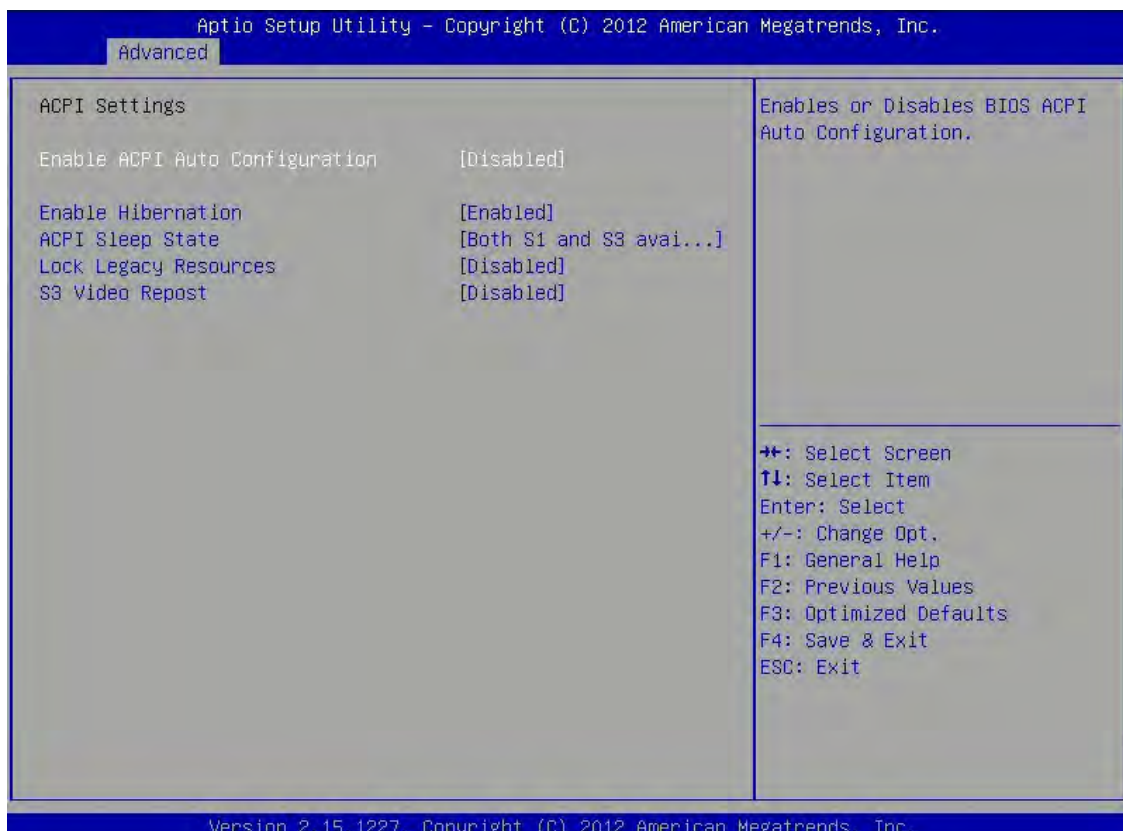 Aptio Setup Utility – Copyright (C) 2012 American Megatrends, Inc.
Advanced
ACPI Settings
Enable ACPI Auto Configuration [Disabled]
Enable Hibernation [Enabled]
ACPI Sleep State [Both S1 and S3 avai...]
Lock Legacy Resources [Disabled]
S3 Video Repost [Disabled]
Enables or Disables BIOS ACPI
Auto Configuration.
→←: Select Screen
↑↓: Select Item
Enter: Select
+/-: Change Opt.
F1: General Help
F2: Previous Values
F3: Optimized Defaults
F4: Save & Exit
ESC: Exit
Version 2.15.1227. Copyright (C) 2012 American Megatrends, Inc.